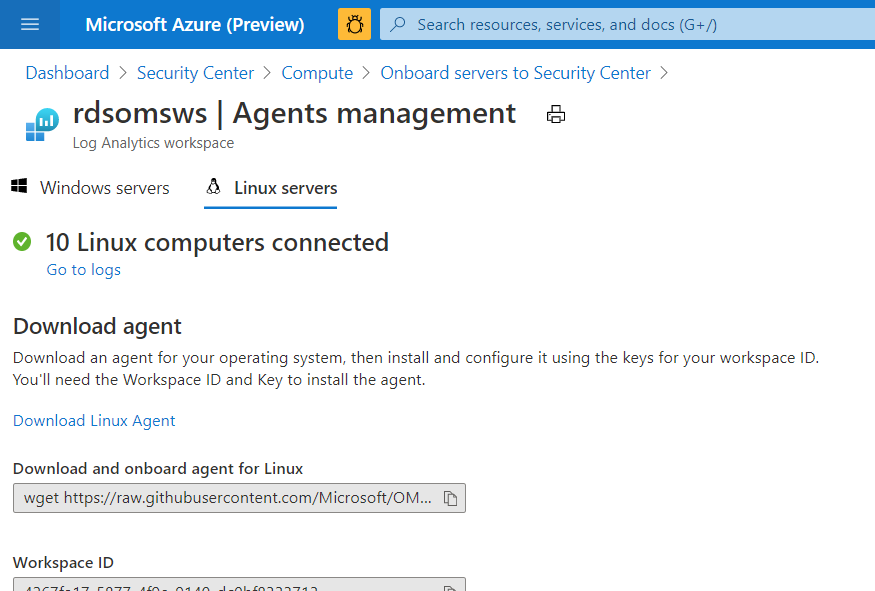 Microsoft Azure (Preview)
Search resources, services, and docs (G+/)
Dashboard > Security Center > Compute > Onboard servers to Security Center >
rdsomsws | Agents management
Log Analytics workspace
Windows servers
Linux servers
10 Linux computers connected
Go to logs
Download agent
Download an agent for your operating system, then install and configure it using the keys for your workspace ID.
You'll need the Workspace ID and Key to install the agent.
Download Linux Agent
Download and onboard agent for Linux
wget https://raw.githubusercontent.com/Microsoft/OM...
Workspace ID